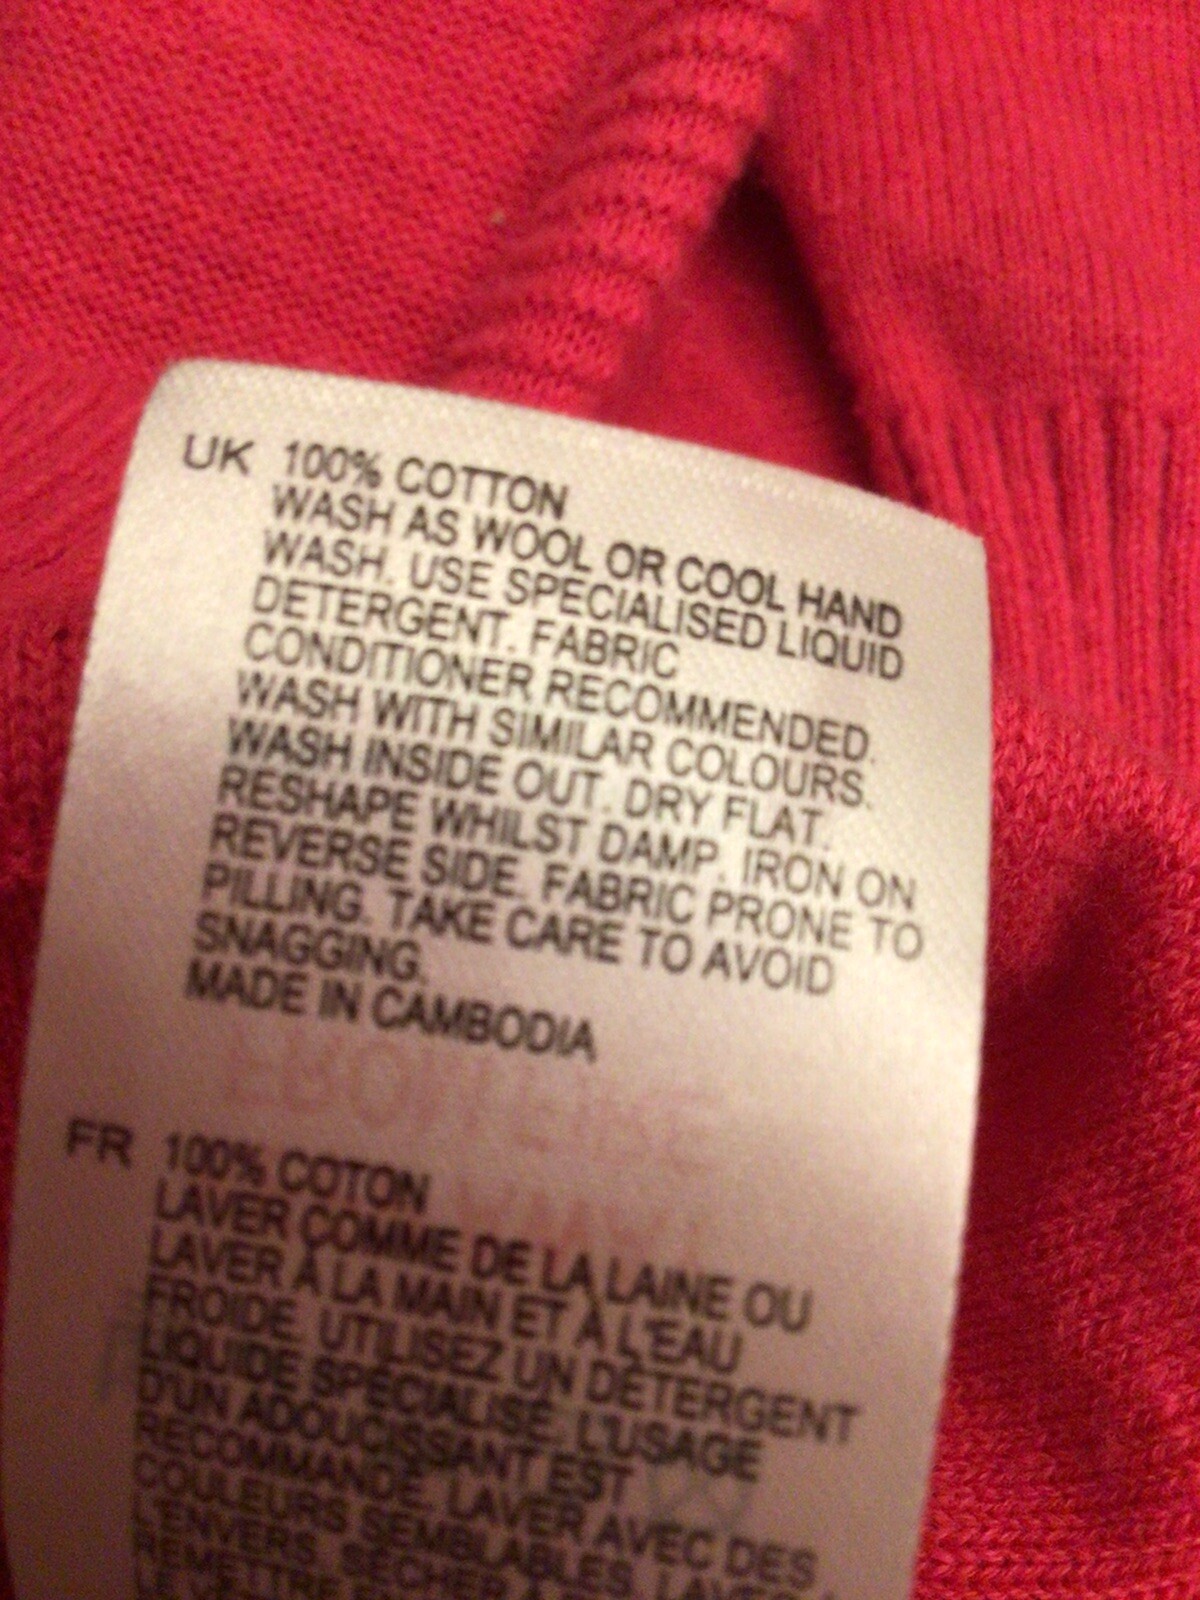 UK 100% COTTON
WASH AS WOOL OR COOL HAND
WASH. USE SPECIALISED LIQUID
DETERGENT. FABRIC
CONDITIONER RECOMMENDED.
WASH WITH SIMILAR COLOURS.
WASH INSIDE OUT. DRY FLAT.
RESHAPE WHILST DAMP. IRON ON
REVERSE SIDE. FABRIC PRONE TO
PILLING. TAKE CARE TO AVOID
SNAGGING.
MADE IN CAMBODIA
FR 100% COTON
LAVER COMME DE LA LAINE OU
LAVER À LA MAIN ET À L'EAU
FROIDE. UTILISEZ UN DÉTERGENT
LIQUIDE SPÉCIALISÉ. L'USAGE
D'UN ADOUCISSANT EST
RECOMMANDÉ. LAVER AVEC DES
COULEURS SEMBLABLES.
L'ENVERS. SÉCHER
REMETTRE